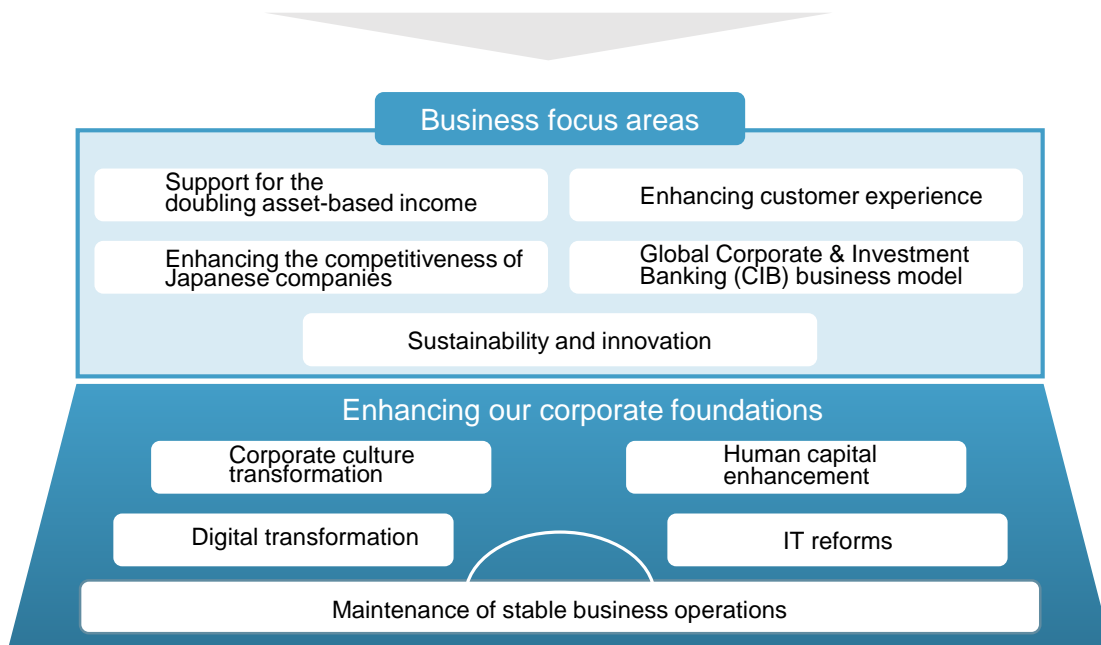 Business focus areas
Support for the
doubling asset-based income
Enhancing customer experience
Enhancing the competitiveness of
Japanese companies
Global Corporate & Investment
Banking (CIB) business model
Sustainability and innovation
Enhancing our corporate foundations
Corporate culture
transformation
Human capital
enhancement
Digital transformation
IT reforms
Maintenance of stable business operations